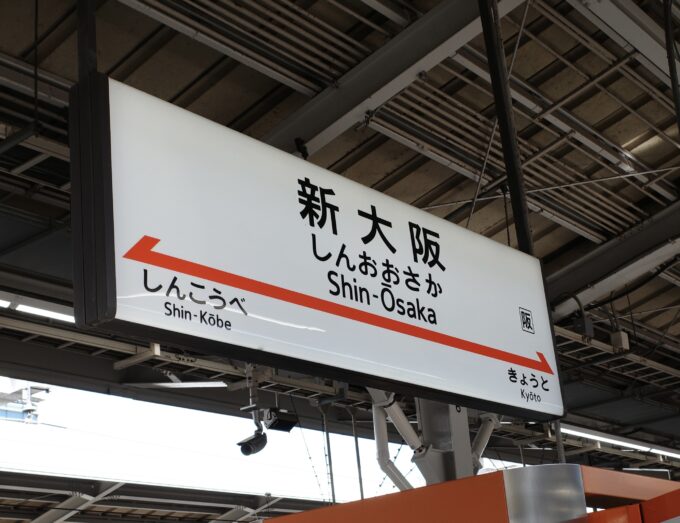 新大阪
しんおおさか
Shin-Ōsaka
阪
しんこうべ
Shin-Kōbe
きょうと
Kyōto